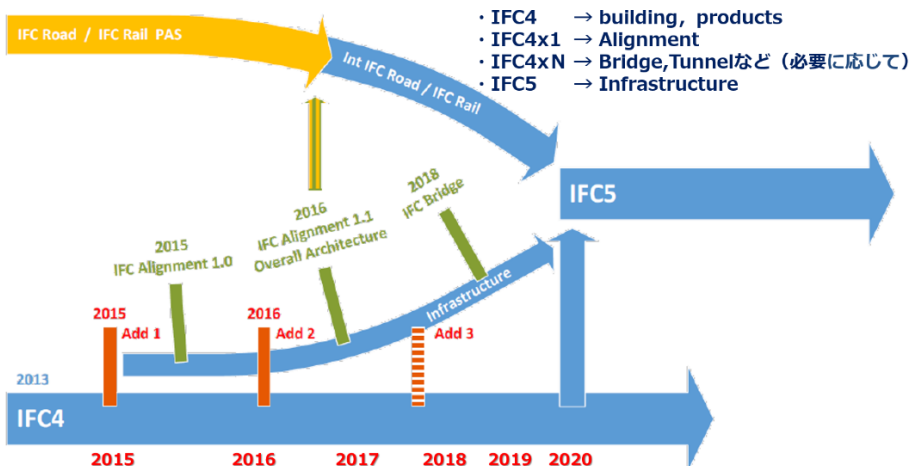 ・IFC4 → building, products
・IFC4x1 → Alignment
・IFC4xN → Bridge,Tunnelなど（必要に応じて）
・IFC5 → Infrastructure
IFC Road / IFC Rail PAS
Int IFC Road / IFC Rail
IFC5
2018
IFC Bridge
2016
IFC Alignment 1.1
Overall Architecture
2015
IFC Alignment 1.0
Infrastructure
2015
Add 1
2016
Add 2
Add 3
2013
IFC4
2015 2016 2017 2018 2019 2020